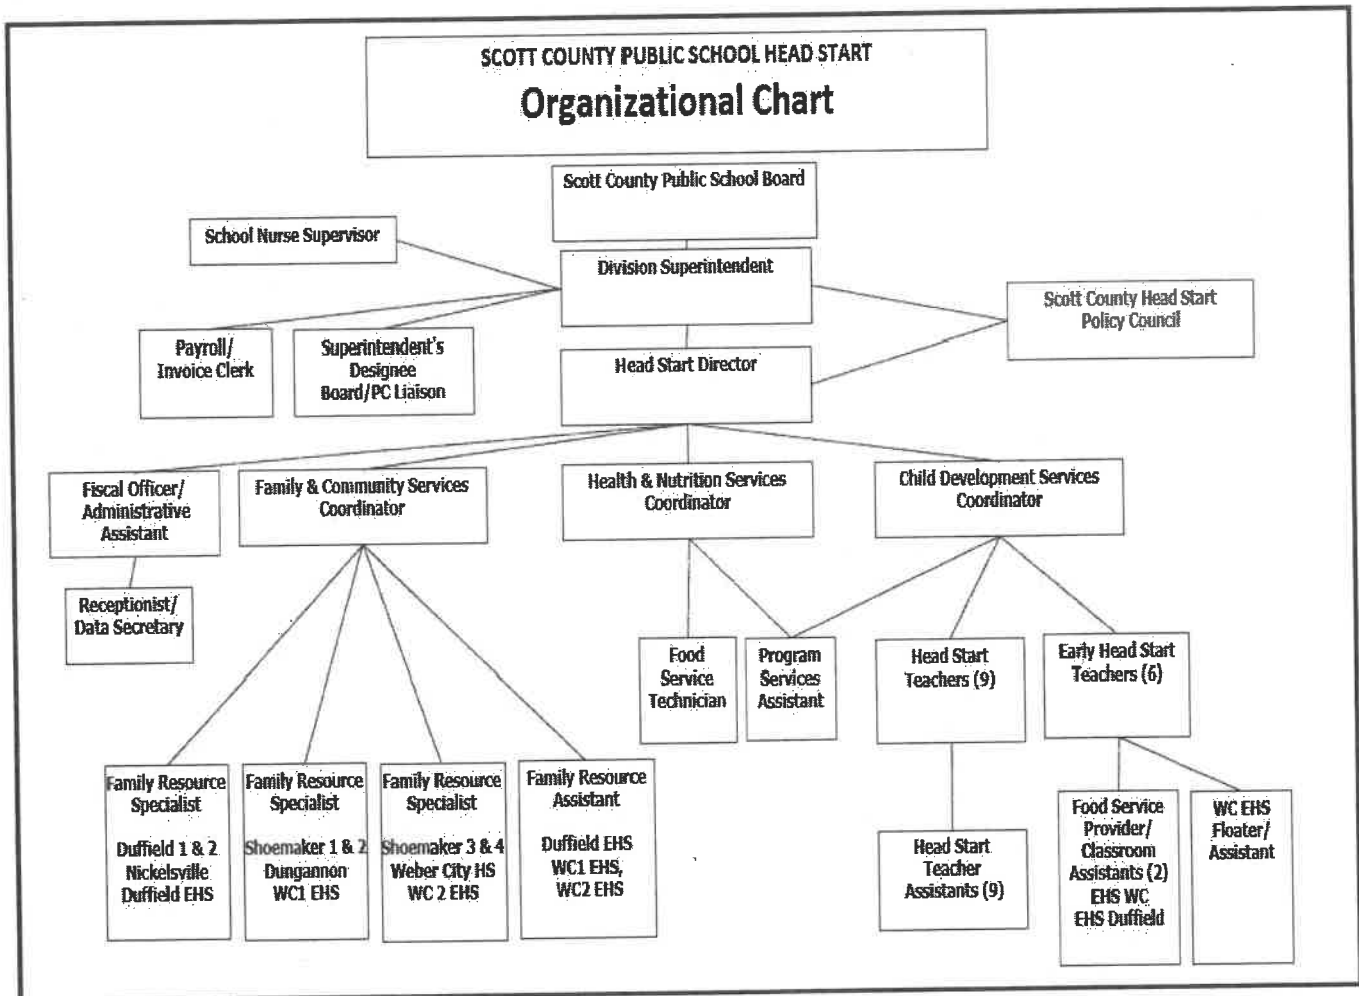 SCOTT COUNTY PUBLIC SCHOOL HEAD START
Organizational Chart
Scott County Public School Board
School Nurse Supervisor
Division Superintendent
Scott County Head Start
Policy Council
Payroll/
Invoice Clerk
Superintendent's
Designee
Board/PC Liaison
Head Start Director
Fiscal Officer/
Administrative
Assistant
Family & Community Services
Coordinator
Health & Nutrition Services
Coordinator
Child Development Services
Coordinator
Receptionist/
Data Secretary
Food
Service
Technician
Program
Services
Assistant
Head Start
Teachers (9)
Early Head Start
Teachers (6)
Family Resource
Specialist
Duffield 1 & 2
Nickelsville
Duffield EHS
Family Resource
Specialist
Shoemaker 1 & 2
Dungannon
WC1 EHS
Family Resource
Specialist
Shoemaker 3 & 4
Weber City HS
WC 2 EHS
Family Resource
Assistant
Duffield EHS
WC1 EHS,
WC2 EHS
Head Start
Teacher
Assistants (9)
Food Service
Provider/
Classroom
Assistants (2)
EHS WC
EHS Duffield
WC EHS
Floater/
Assistant